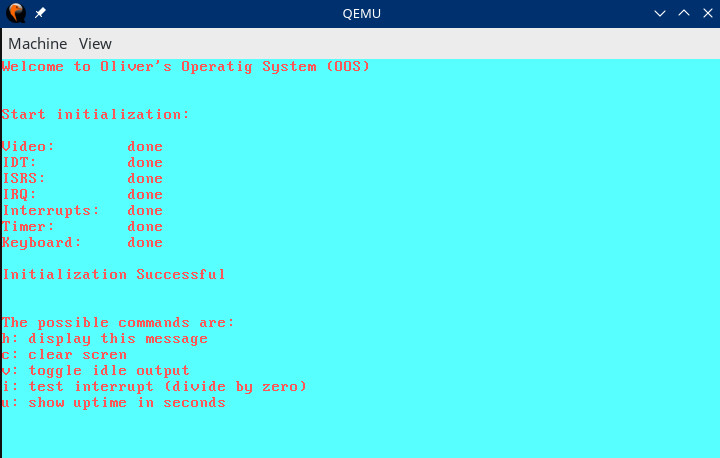 QEMU
Machine View
Welcome to Oliver's Operatig System (OOS)
Start initialization:
Video: done
IDT: done
ISRS: done
IRQ: done
Interrupts: done
Timer: done
Keyboard: done
Initialization Successful
The possible commands are:
h: display this message
c: clear scren
v: toggle idle output
i: test interrupt (divide by zero)
u: show uptime in seconds